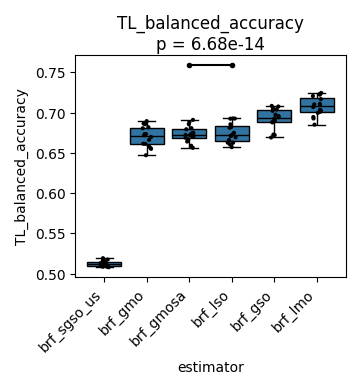 TL_balanced_accuracy
p = 6.68e-14
TL_balanced_accuracy
0.75
0.70
0.65
0.60
0.55
0.50
brf_sgso_us
brf_gmo
brf_gmosa
brf_lso
brf_gso
brf_lmo
estimator